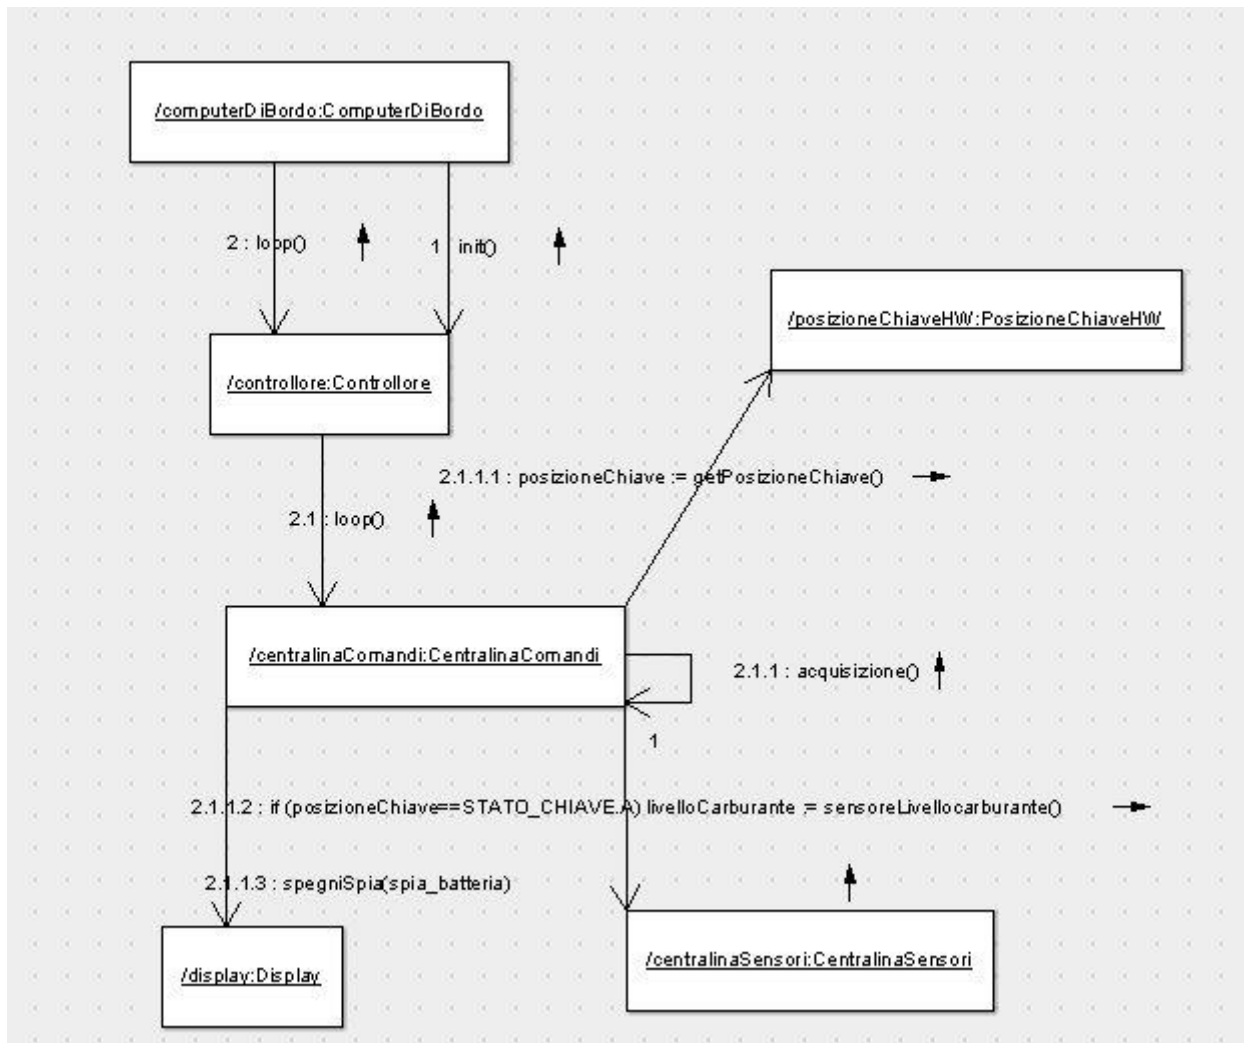 /computerDiBordo:ComputerDiBordo
2 : loop()
1 : init()
/posizioneChiaveHW:PosizioneChiaveHW
/controllore:Controllore
2.1.1.1 : posizioneChiave := getPosizioneChiave()
2.1 : loop()
/centralinaComandi:CentralinaComandi
2.1.1 : acquisizione()
1
2.1.1.2 : if (posizioneChiave==STATO_CHIAVE.A) livelloCarburante := sensoreLivellocarburante()
2.1.1.3 : spegniSpia(spia_batteria)
/centralinaSensori:CentralinaSensori
/display:Display